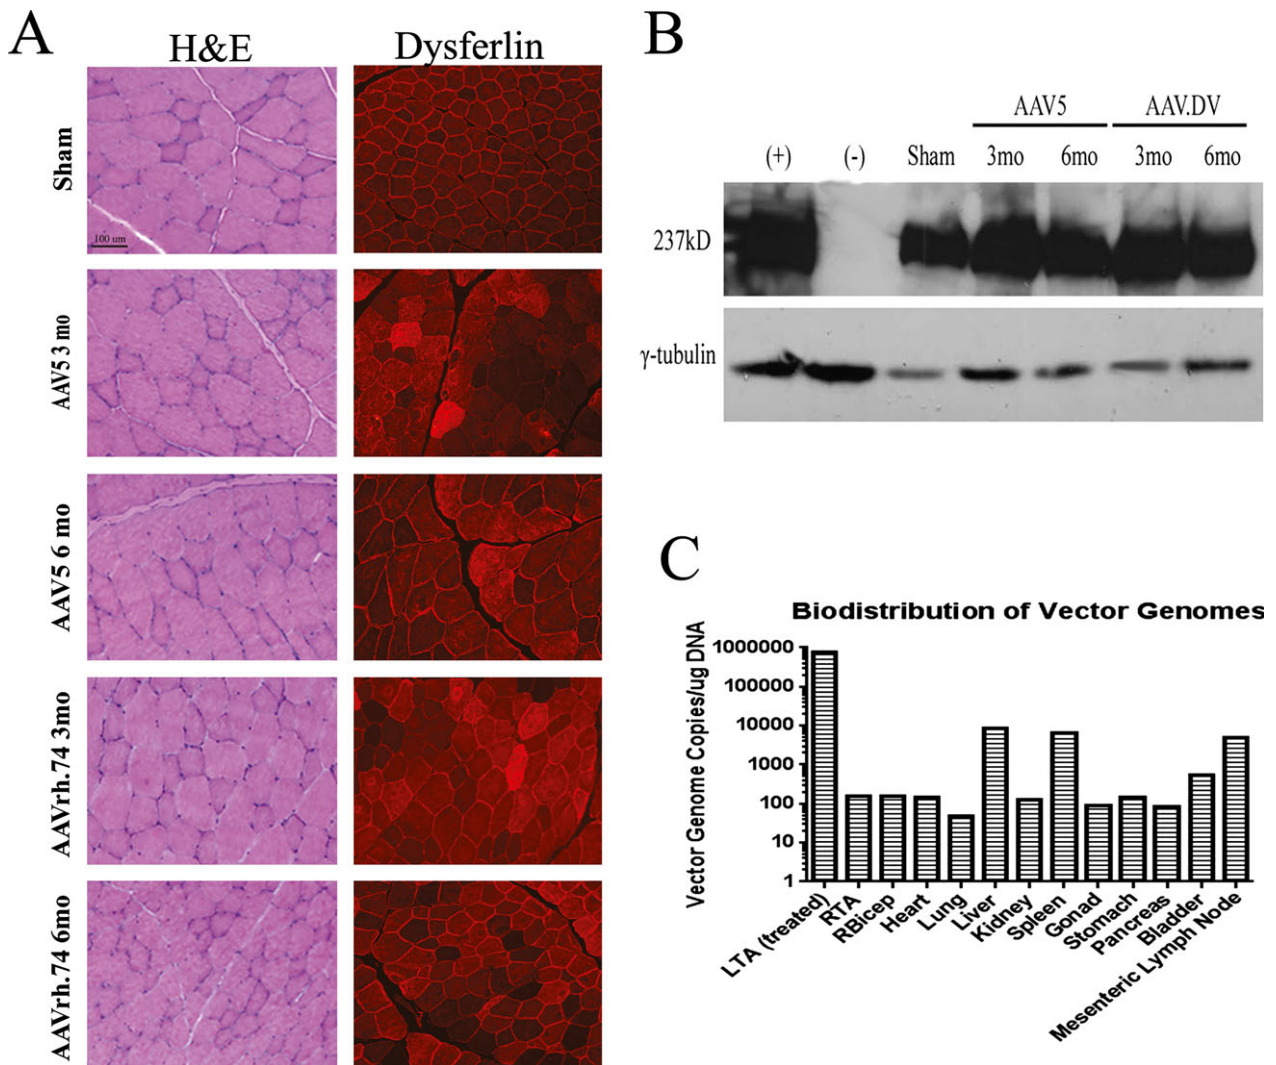 A
H&E
Dysferlin
Sham
100 um
AAV5 3 mo
AAV5 6 mo
AAVrh.74 3mo
AAVrh.74 6mo
B
AAV5
AAV.DV
(+)
(-)
Sham
3mo
6mo
3mo
6mo
237kD
γ-tubulin
C
Biodistribution of Vector Genomes
Vector Genome Copies/ug DNA
1000000
100000
10000
1000
100
10
1
LTA (treated)
RTA
RBicep
Heart
Lung
Liver
Kidney
Spleen
Gonad
Stomach
Pancreas
Bladder
Mesenteric Lymph Node